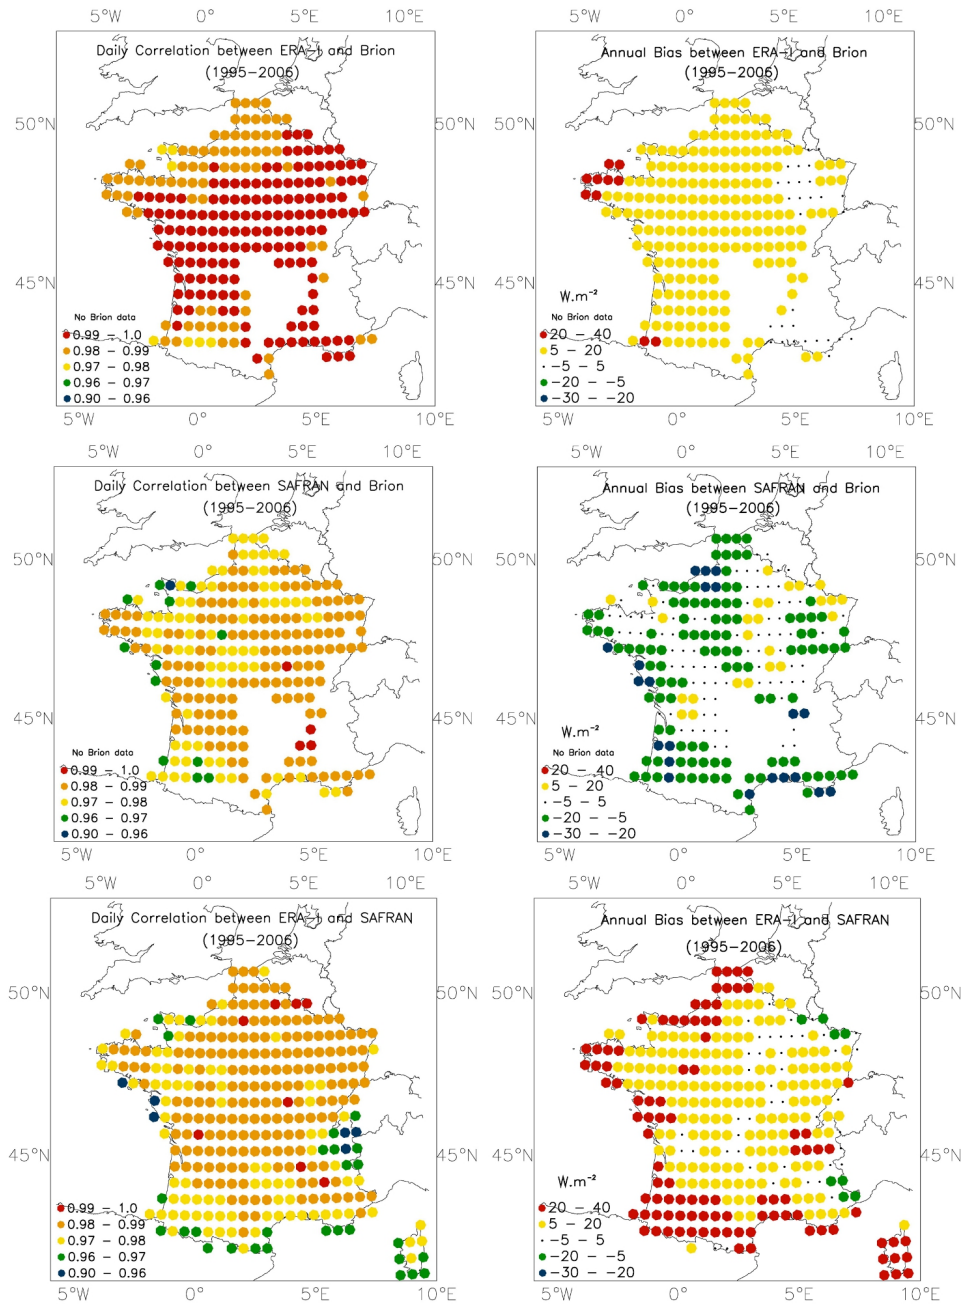 5°W 0° 5°E 10°E
Daily Correlation between ERA-I and Brion
(1995-2006)
50°N
45°N
No Brion data
0.99 - 1.0
0.98 - 0.99
0.97 - 0.98
0.96 - 0.97
0.90 - 0.96
5°W 0° 5°E 10°E
5°W 0° 5°E 10°E
Annual Bias between ERA-I and Brion
(1995-2006)
50°N
45°N
W.m⁻²
No Brion data
20 - 40
5 - 20
-5 - 5
-20 - -5
-30 - -20
5°W 0° 5°E 10°E
5°W 0° 5°E 10°E
Daily Correlation between SAFRAN and Brion
(1995-2006)
50°N
45°N
No Brion data
0.99 - 1.0
0.98 - 0.99
0.97 - 0.98
0.96 - 0.97
0.90 - 0.96
5°W 0° 5°E 10°E
5°W 0° 5°E 10°E
Annual Bias between SAFRAN and Brion
(1995-2006)
50°N
45°N
W.m⁻²
No Brion data
20 - 40
5 - 20
-5 - 5
-20 - -5
-30 - -20
5°W 0° 5°E 10°E
5°W 0° 5°E 10°E
Daily Correlation between ERA-I and SAFRAN
(1995-2006)
50°N
45°N
0.99 - 1.0
0.98 - 0.99
0.97 - 0.98
0.96 - 0.97
0.90 - 0.96
5°W 0° 5°E 10°E
5°W 0° 5°E 10°E
Annual Bias between ERA-I and SAFRAN
(1995-2006)
50°N
45°N
W.m⁻²
20 - 40
5 - 20
-5 - 5
-20 - -5
-30 - -20
5°W 0° 5°E 10°E